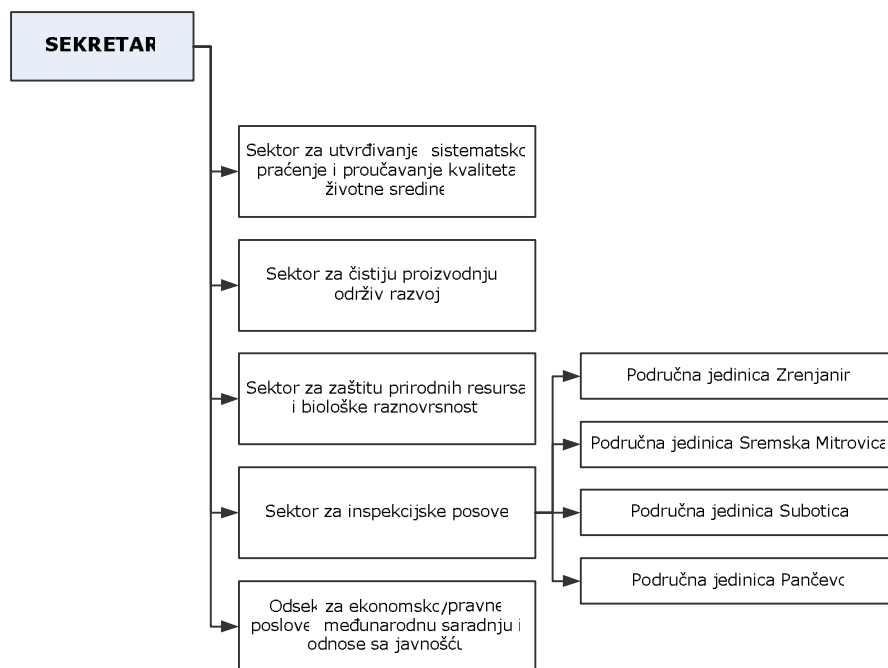 SEKRETAR
Sektor za utvrđivanje sistematsko
praćenje i proučavanje kvaliteta
životne sredine
Sektor za čistiju proizvodnju
održiv razvoj
Sektor za zaštitu prirodnih resursa
i biološke raznovrsnost
Sektor za inspekcijske posove
Odsek za ekonomsko/pravne
poslove međunarodnu saradnju i
odnose sa javnošću
Područna jedinica Zrenjanin
Područna jedinica Sremska Mitrovica
Područna jedinica Subotica
Područna jedinica Pančevo